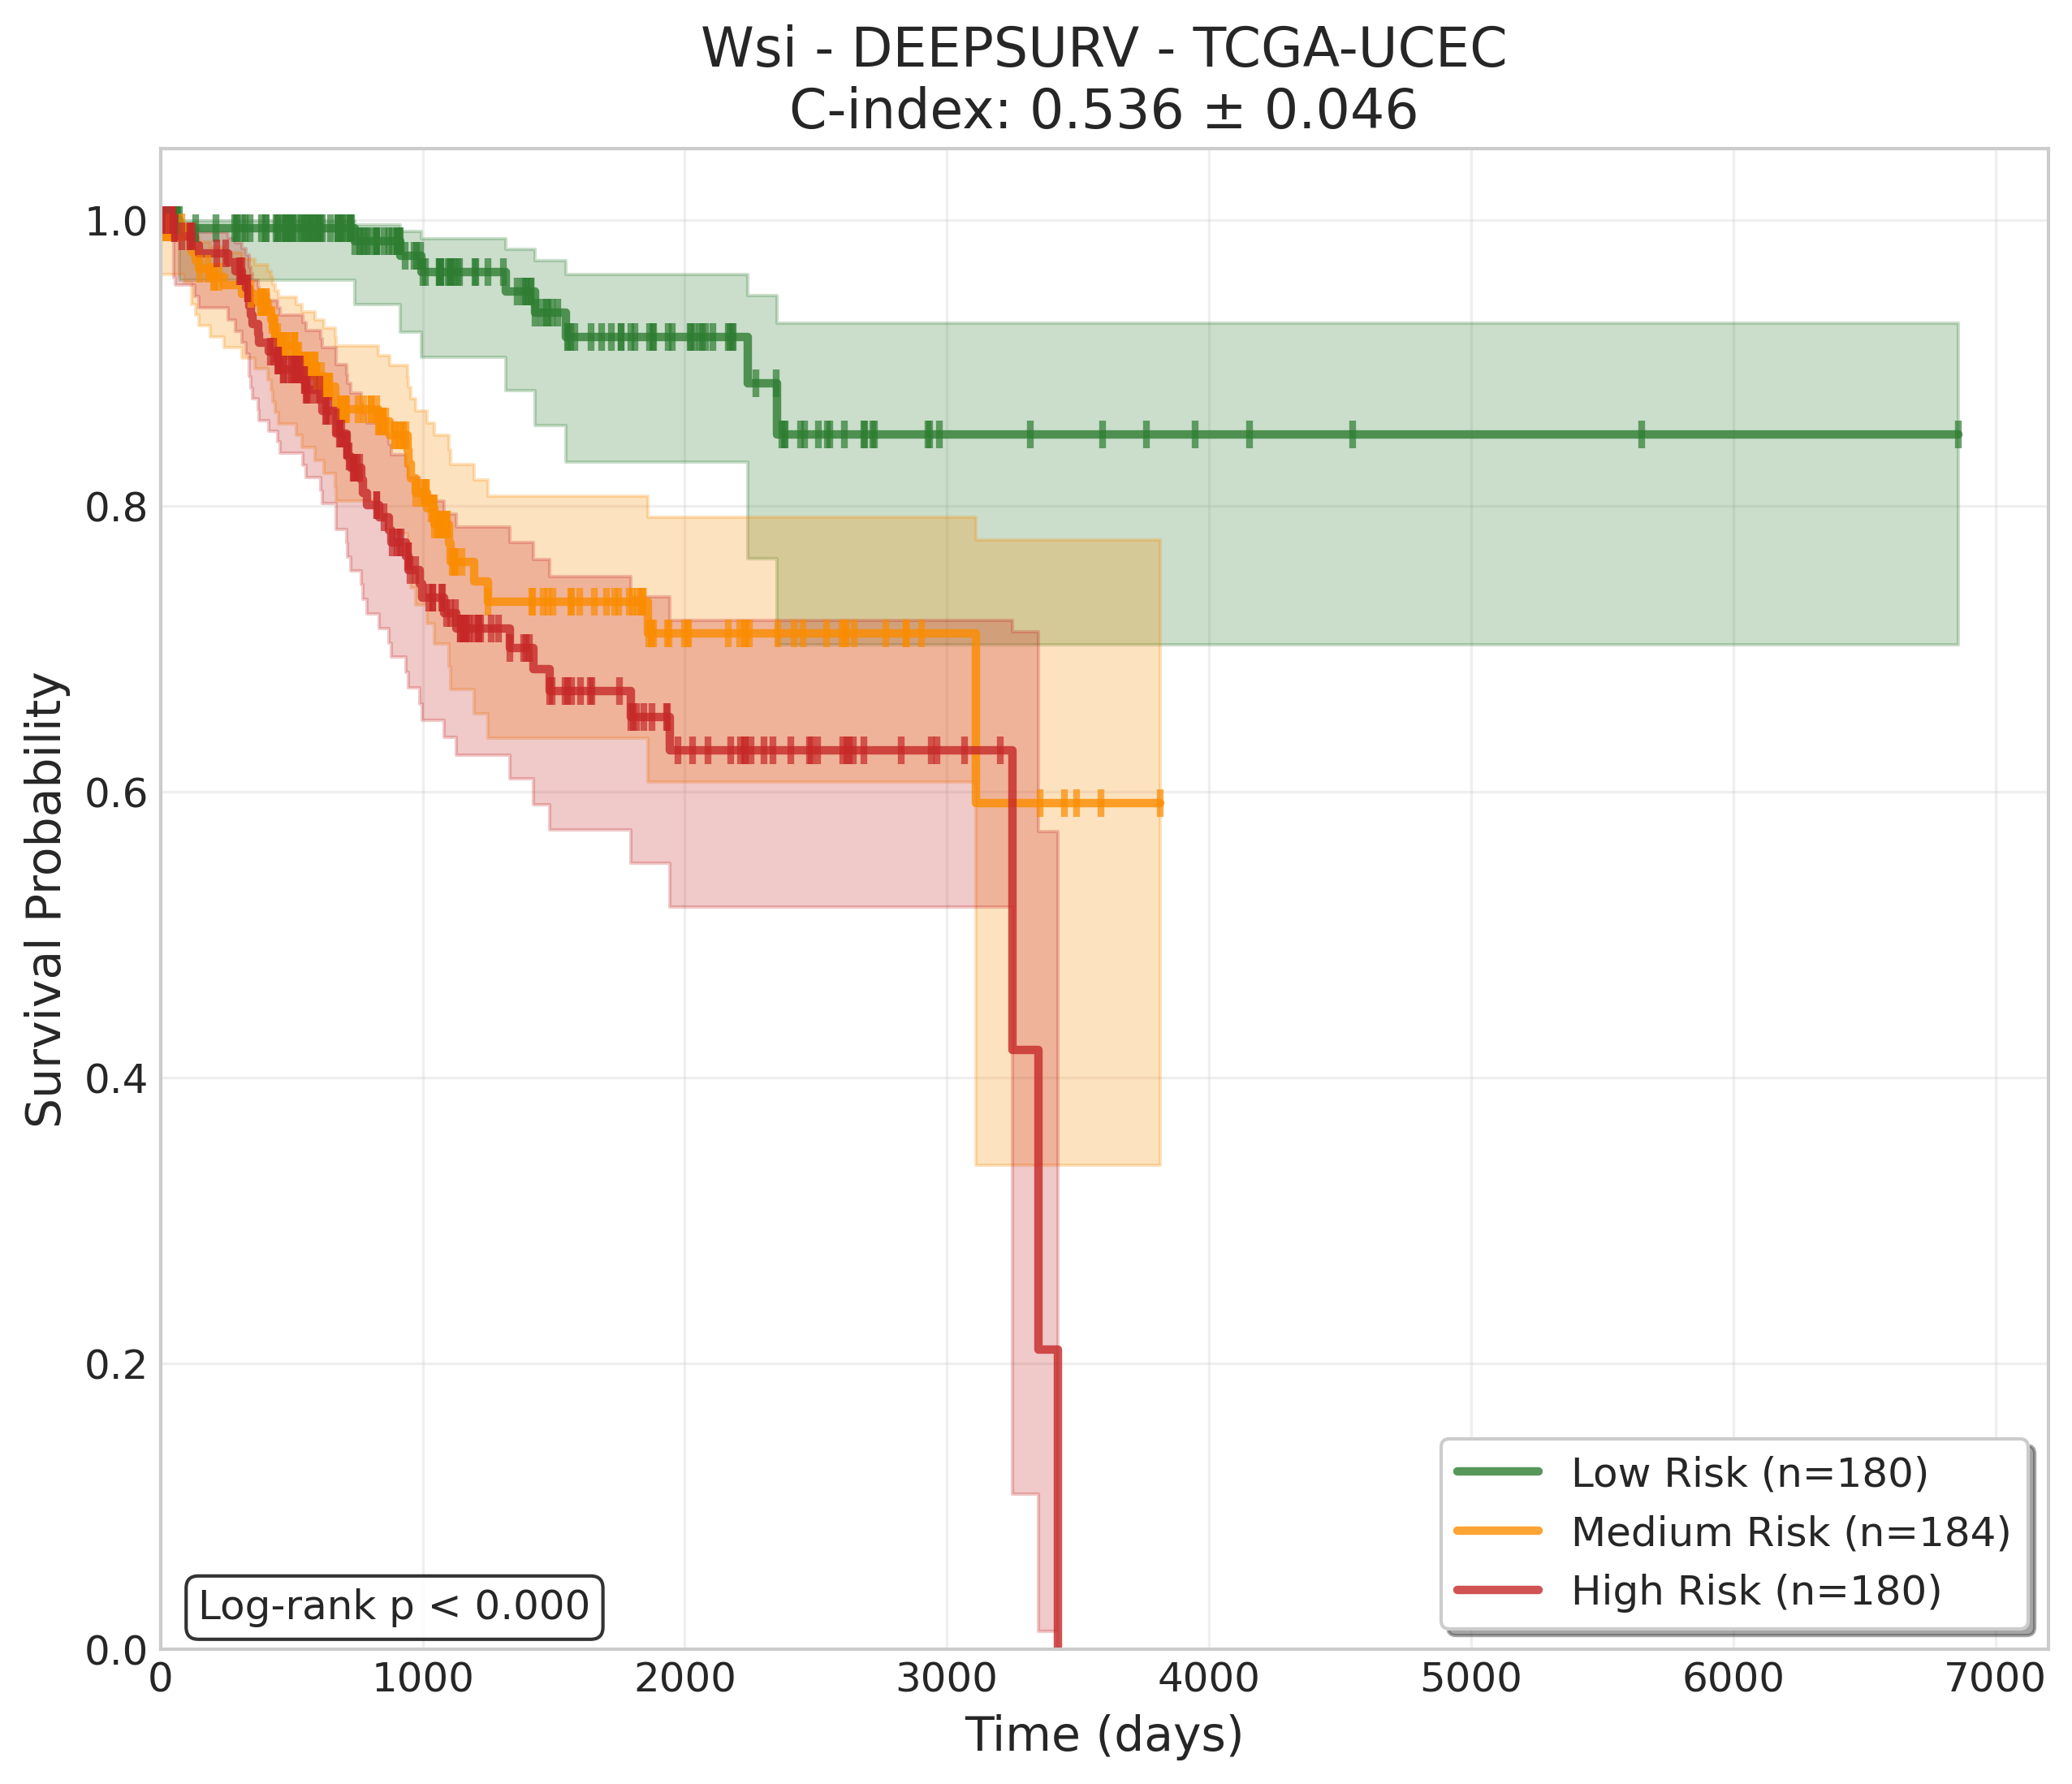 Wsi - DEEPSURV - TCGA-UCEC
C-index: 0.536 ± 0.046
Survival Probability
1.0
0.8
0.6
0.4
0.2
0.0
0 1000 2000 3000 4000 5000 6000 7000
Time (days)
Log-rank p < 0.000
Low Risk (n=180)
Medium Risk (n=184)
High Risk (n=180)